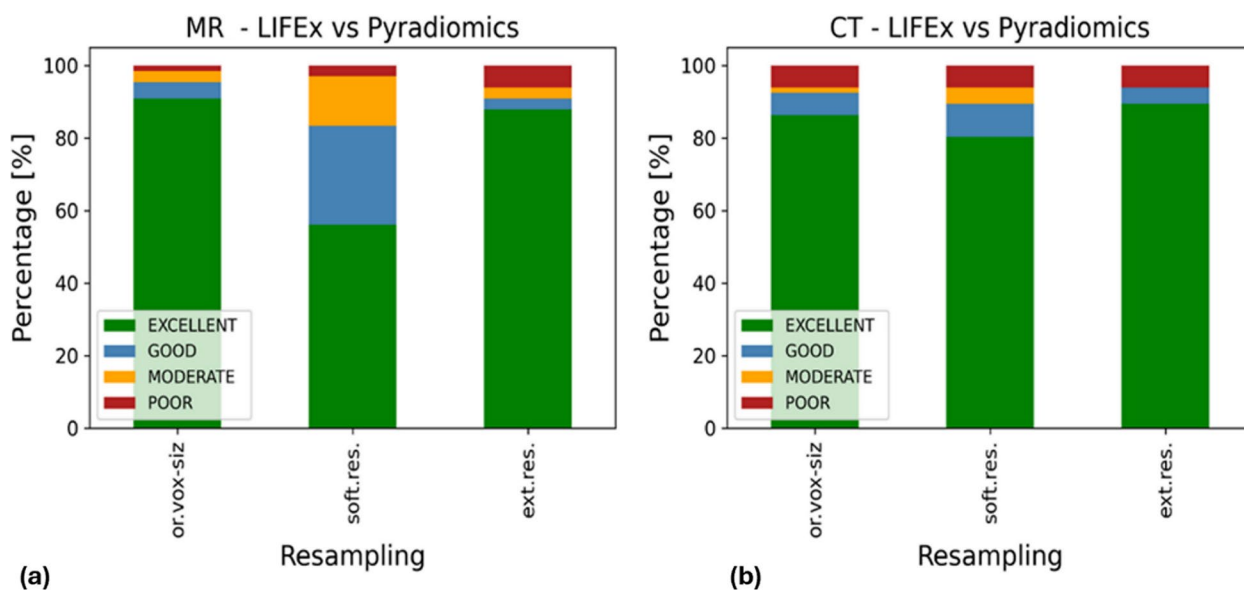 MR - LIFEx vs Pyradiomics
Percentage [%]
100
80
60
40
20
0
EXCELLENT
GOOD
MODERATE
POOR
or.vox-siz
soft.res.
ext.res.
Resampling
(a)
CT - LIFEx vs Pyradiomics
Percentage [%]
100
80
60
40
20
0
EXCELLENT
GOOD
MODERATE
POOR
or.vox-siz
soft.res.
ext.res.
Resampling
(b)